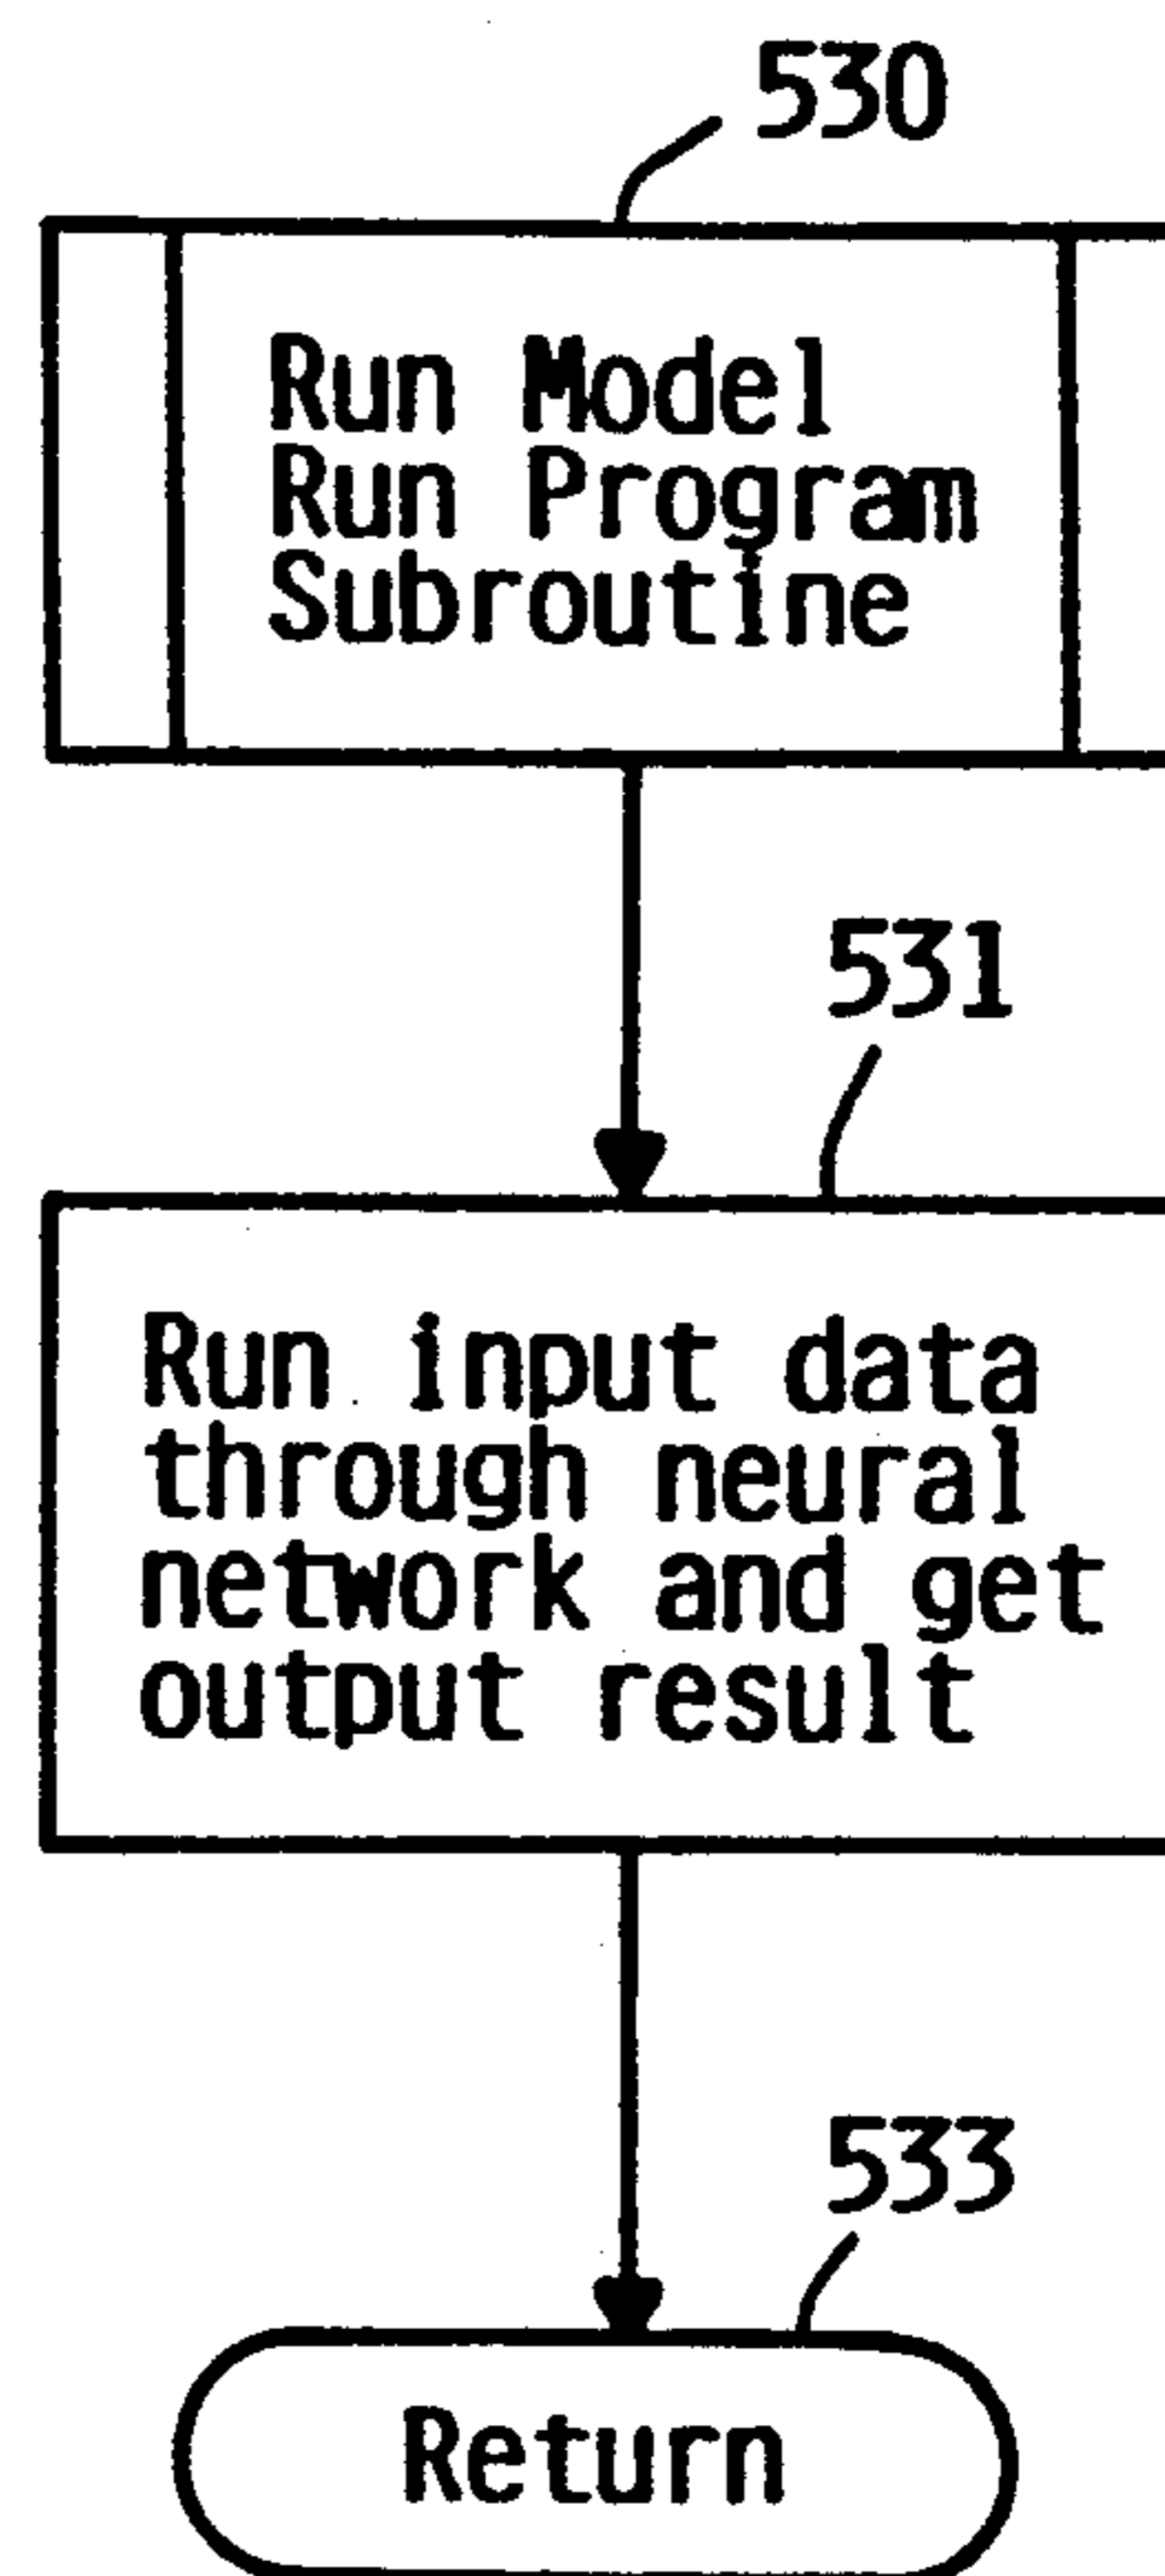 530
Run Model
Run Program
Subroutine
531
Run input data
through neural
network and get
output result
533
Return